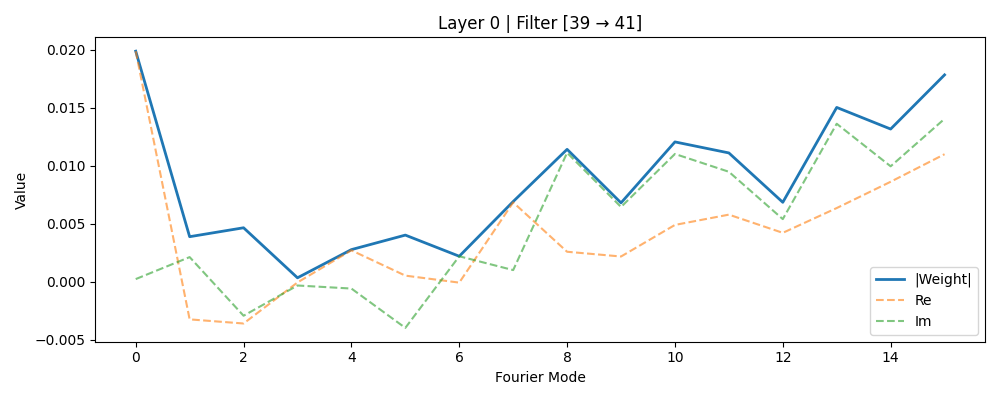 Layer 0 | Filter [39 → 41]
Value
0.020
0.015
0.010
0.005
0.000
−0.005
0 2 4 6 8 10 12 14
Fourier Mode
|Weight|
Re
Im